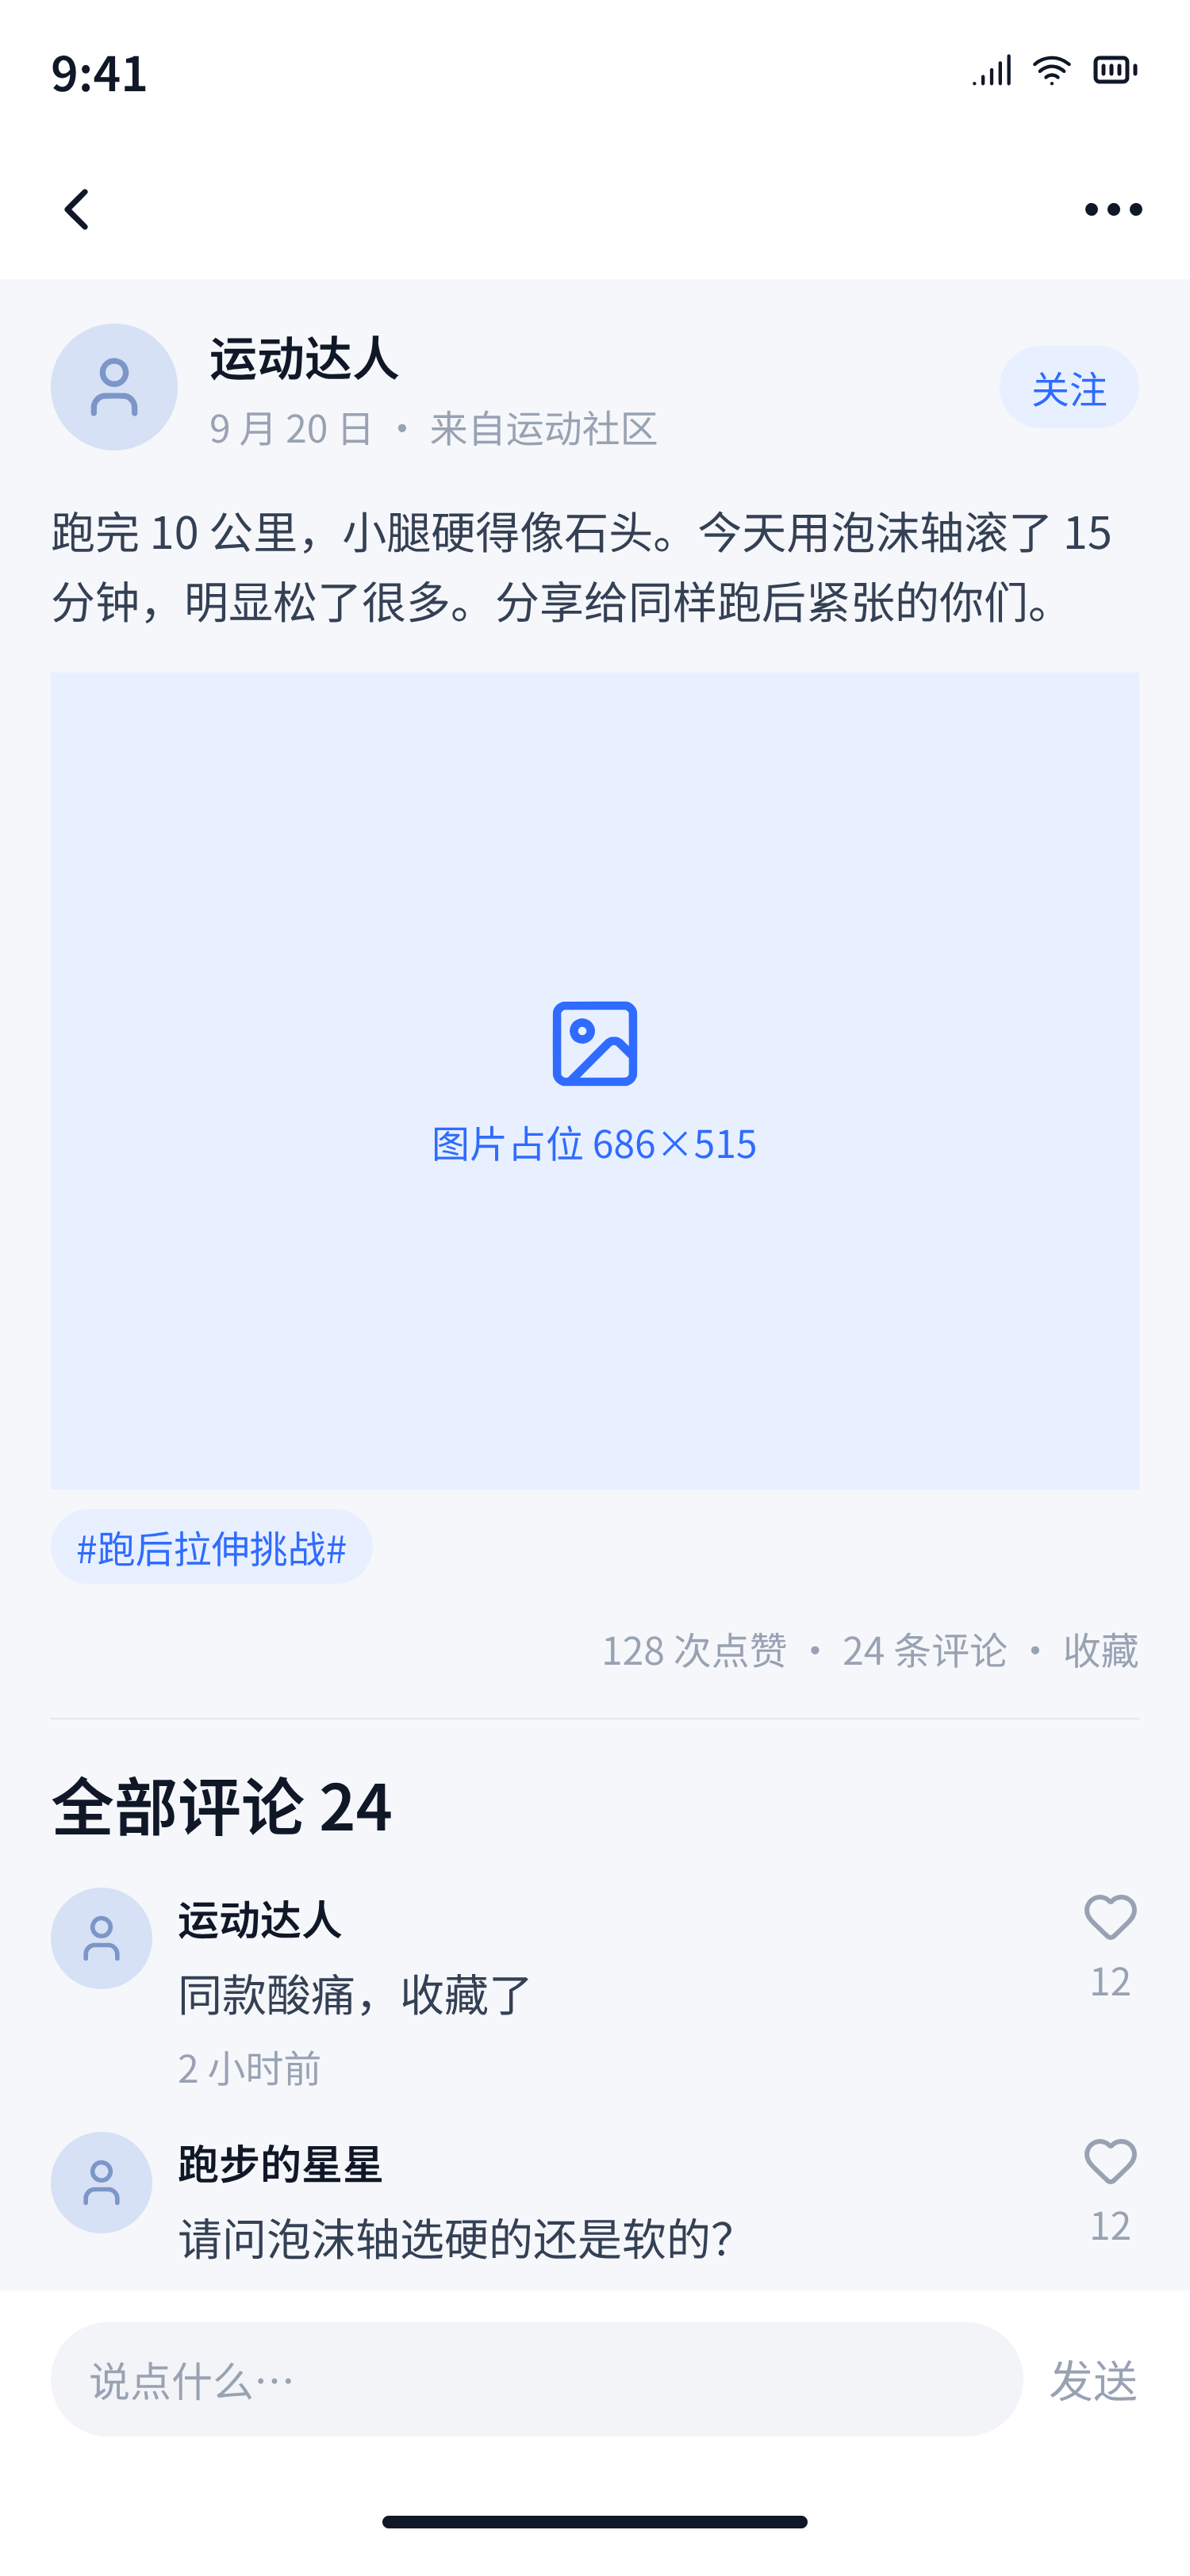 9:41
运动达人
9 月 20 日 · 来自运动社区
关注
跑完 10 公里，小腿硬得像石头。今天用泡沫轴滚了 15
分钟，明显松了很多。分享给同样跑后紧张的你们。
图片占位 686×515
#跑后拉伸挑战#
128 次点赞 · 24 条评论 · 收藏
全部评论 24
运动达人
同款酸痛，收藏了
12
2 小时前
跑步的星星
请问泡沫轴选硬的还是软的？
12
说点什么…
发送